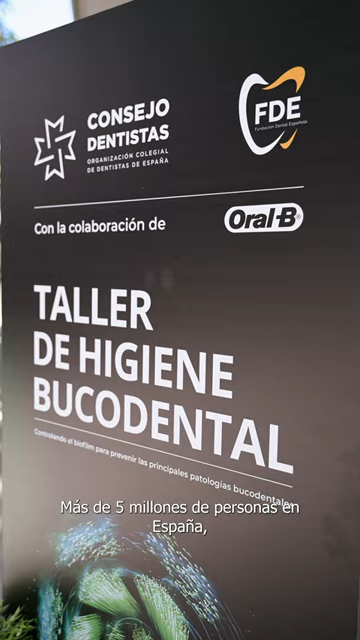 CONSEJO
DENTISTAS
ORGANIZACIÓN COLEGIAL
DE DENTISTAS DE ESPAÑA
FDE
Fundación Dental Española
Con la colaboración de
Oral-B
TALLER
DE HIGIENE
BUCODENTAL
Controlando el biofilm para prevenir las principales patologías bucodentales
Más de 5 millones de personas en
España,